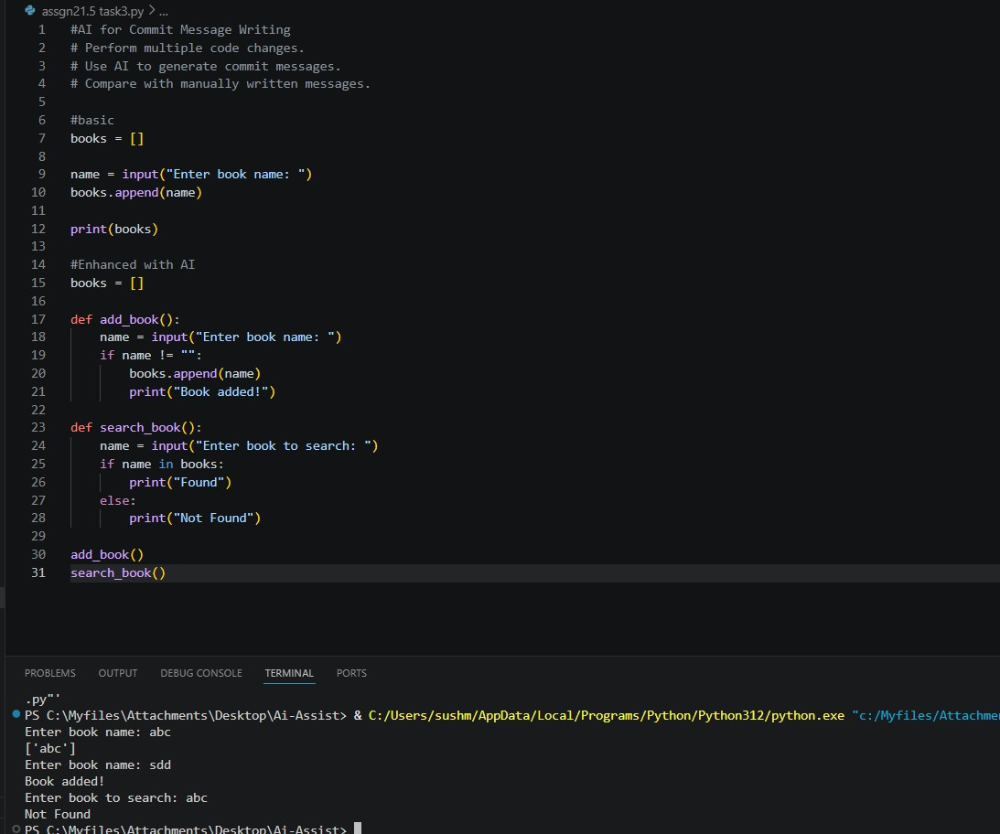 assgn21.5 task3.py > ...
1 #AI for Commit Message Writing
2 # Perform multiple code changes.
3 # Use AI to generate commit messages.
4 # Compare with manually written messages.
5
6 #basic
7 books = []
8
9 name = input("Enter book name: ")
10 books.append(name)
11
12 print(books)
13
14 #Enhanced with AI
15 books = []
16
17 def add_book():
18     name = input("Enter book name: ")
19     if name != "":
20         books.append(name)
21         print("Book added!")
22
23 def search_book():
24     name = input("Enter book to search: ")
25     if name in books:
26         print("Found")
27     else:
28         print("Not Found")
29
30 add_book()
31 search_book()
PROBLEMS OUTPUT DEBUG CONSOLE TERMINAL PORTS
.py"'
PS C:\Myfiles\Attachments\Desktop\Ai-Assist> & C:/Users/sushm/AppData/Local/Programs/Python/Python312/python.exe "c:/Myfiles/Attachme
Enter book name: abc
['abc']
Enter book name: sdd
Book added!
Enter book to search: abc
Not Found
PS C:\Myfiles\Attachments\Desktop\Ai-Assist>